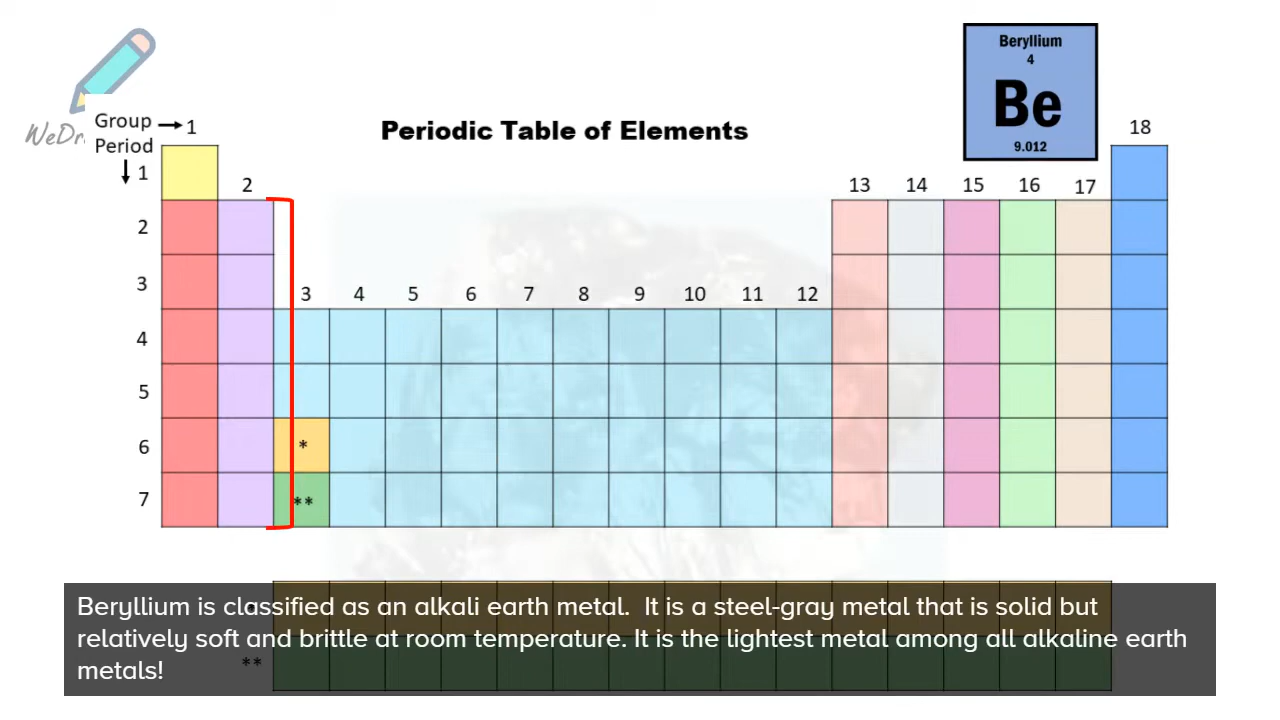 Beryllium
4
Be
9.012
Group → 1
Period
↓
Periodic Table of Elements
18
1
2
13 14 15 16 17
2
3
3 4 5 6 7 8 9 10 11 12
4
5
6 *
7 **
Beryllium is classified as an alkali earth metal. It is a steel-gray metal that is solid but
relatively soft and brittle at room temperature. It is the lightest metal among all alkaline earth
metals!
**